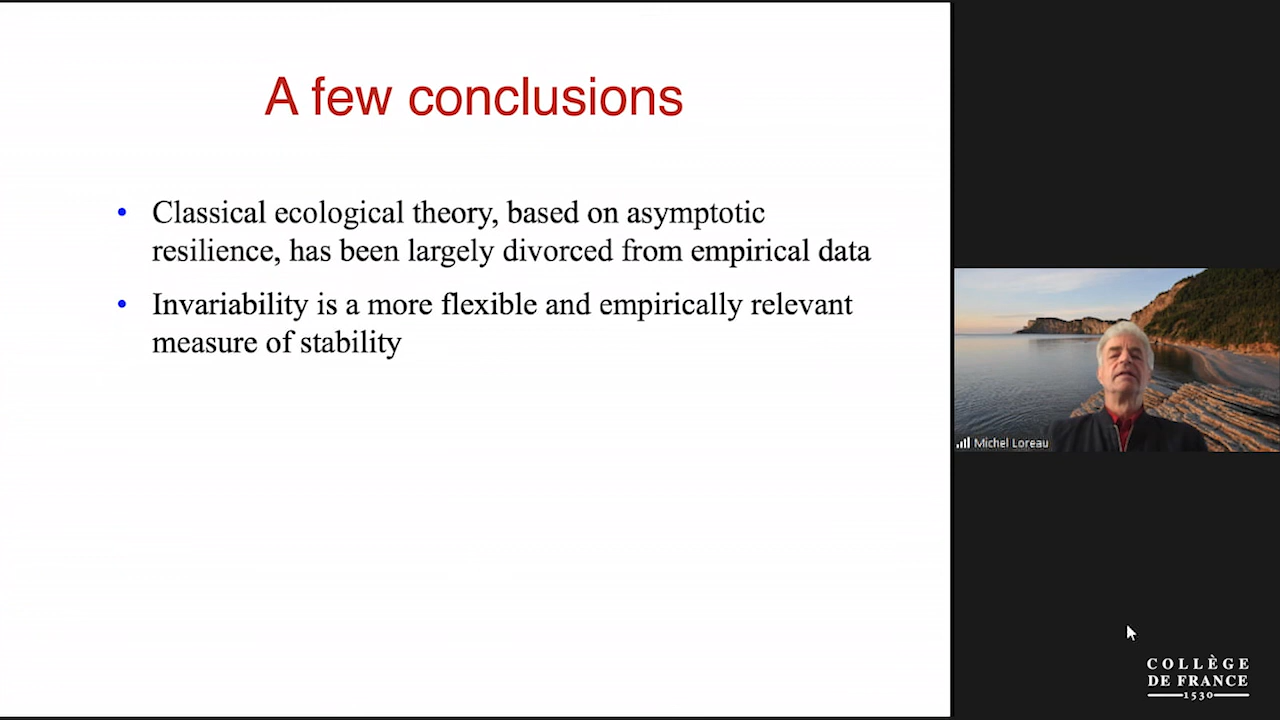 A few conclusions
• Classical ecological theory, based on asymptotic
resilience, has been largely divorced from empirical data
• Invariability is a more flexible and empirically relevant
measure of stability
Michel Loreau
COLLÈGE
DE FRANCE
1530